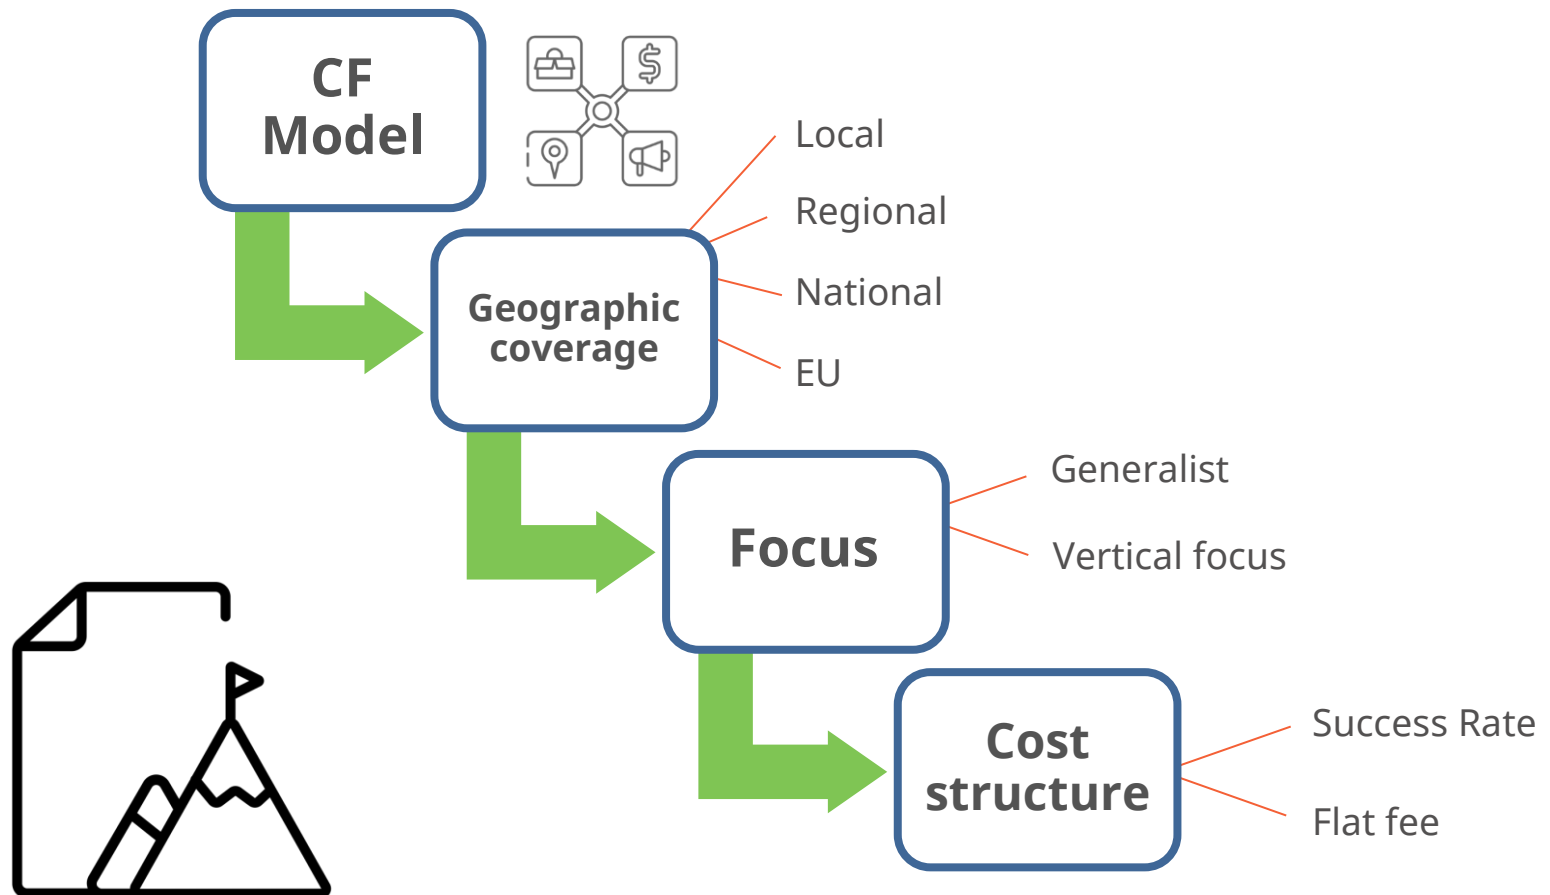 CF
Model
Local
Regional
National
EU
Geographic
coverage
Generalist
Vertical focus
Focus
Success Rate
Flat fee
Cost
structure